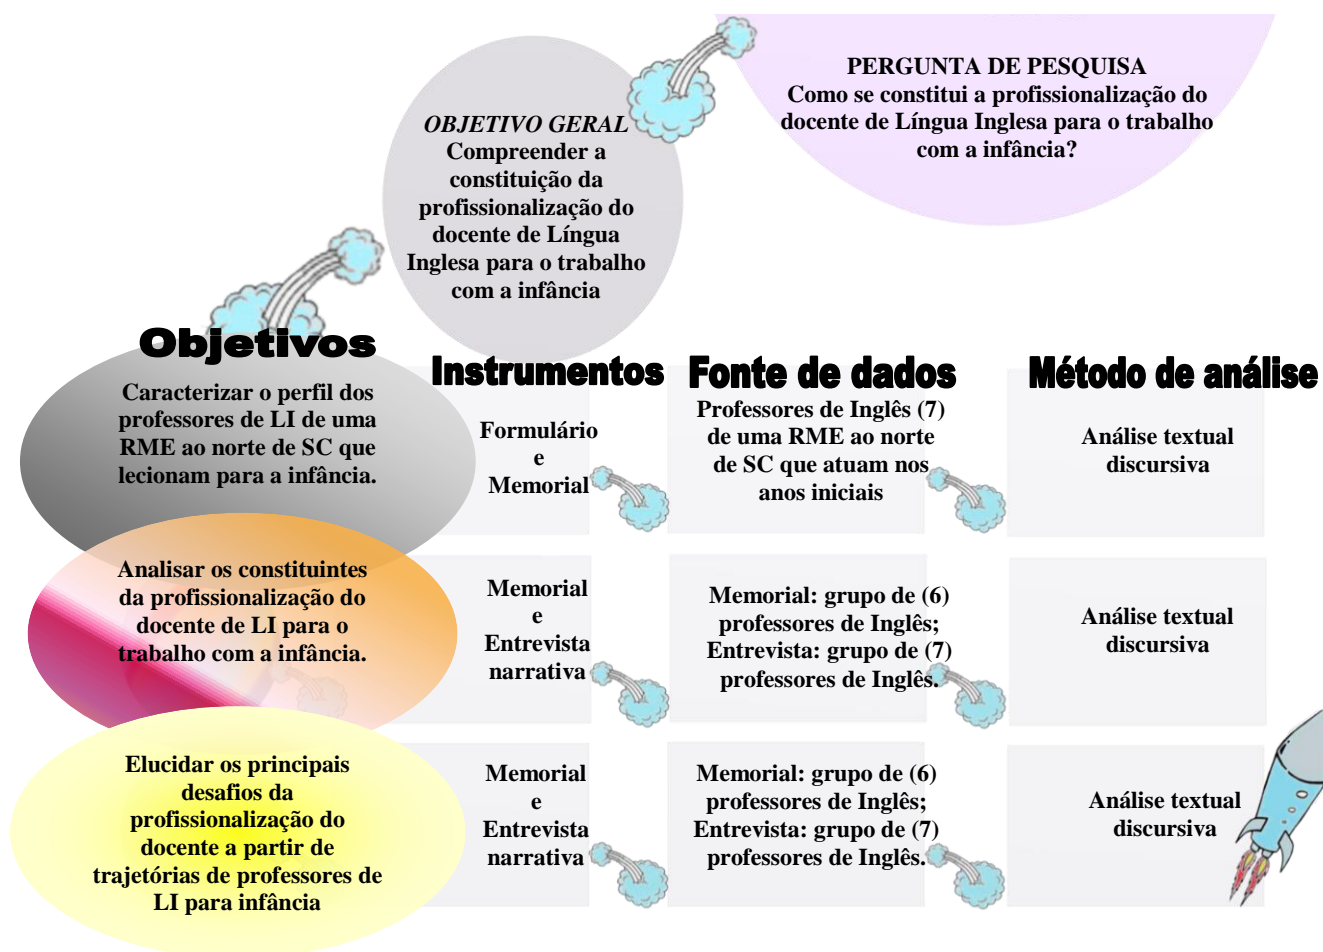 PERGUNTA DE PESQUISA
Como se constitui a profissionalização do
docente de Língua Inglesa para o trabalho
com a infância?
OBJETIVO GERAL
Compreender a
constituição da
profissionalização do
docente de Língua
Inglesa para o trabalho
com a infância
Objetivos
Instrumentos
Fonte de dados
Método de análise
Caracterizar o perfil dos
professores de LI de uma
RME ao norte de SC que
lecionam para a infância.
Formulário
e
Memorial
Professores de Inglês (7)
de uma RME ao norte
de SC que atuam nos
anos iniciais
Análise textual
discursiva
Analisar os constituintes
da profissionalização do
docente de LI para o
trabalho com a infância.
Memorial
e
Entrevista
narrativa
Memorial: grupo de (6)
professores de Inglês;
Entrevista: grupo de (7)
professores de Inglês.
Análise textual
discursiva
Elucidar os principais
desafios da
profissionalização do
docente a partir de
trajetórias de professores de
LI para infância
Memorial
e
Entrevista
narrativa
Memorial: grupo de (6)
professores de Inglês;
Entrevista: grupo de (7)
professores de Inglês.
Análise textual
discursiva